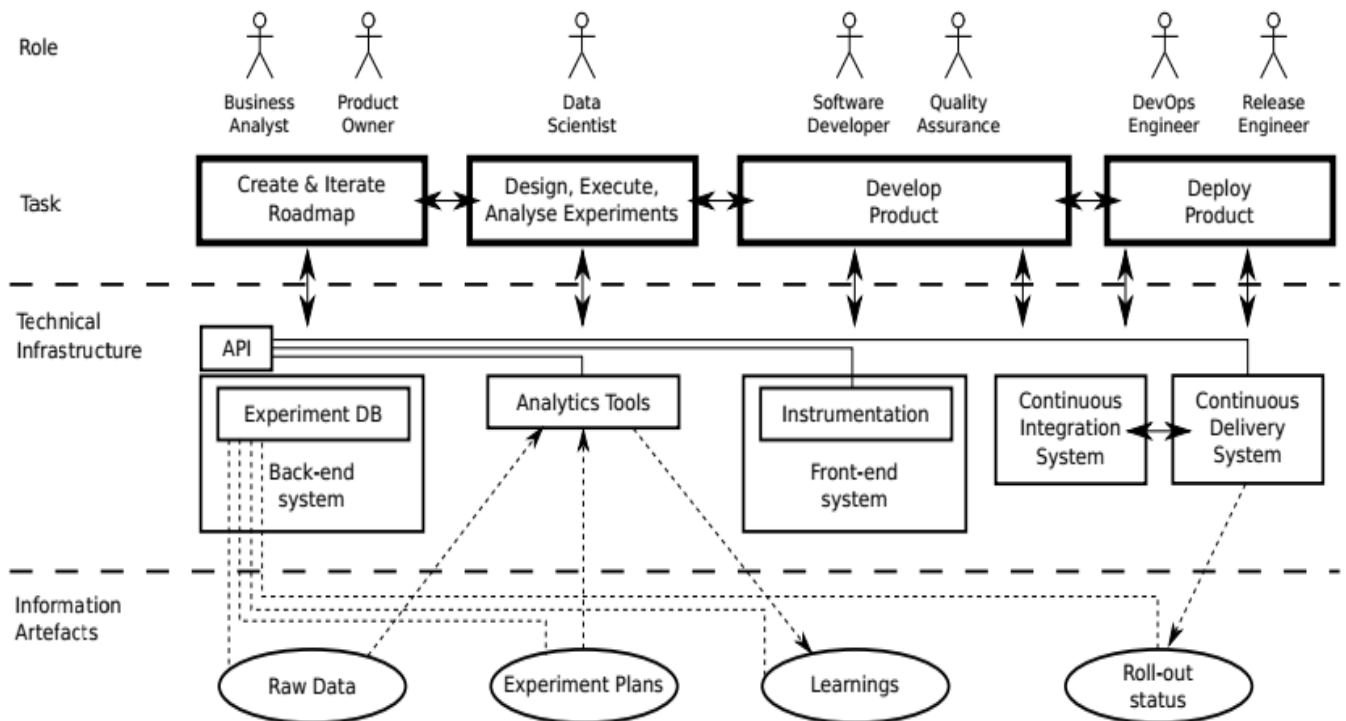 Role
Business
Analyst
Product
Owner
Data
Scientist
Software
Developer
Quality
Assurance
DevOps
Engineer
Release
Engineer
Task
Create & Iterate
Roadmap
Design, Execute,
Analyse Experiments
Develop
Product
Deploy
Product
Technical
Infrastructure
API
Experiment DB
Back-end
system
Analytics Tools
Instrumentation
Front-end
system
Continuous
Integration
System
Continuous
Delivery
System
Information
Artefacts
Raw Data
Experiment Plans
Learnings
Roll-out
status